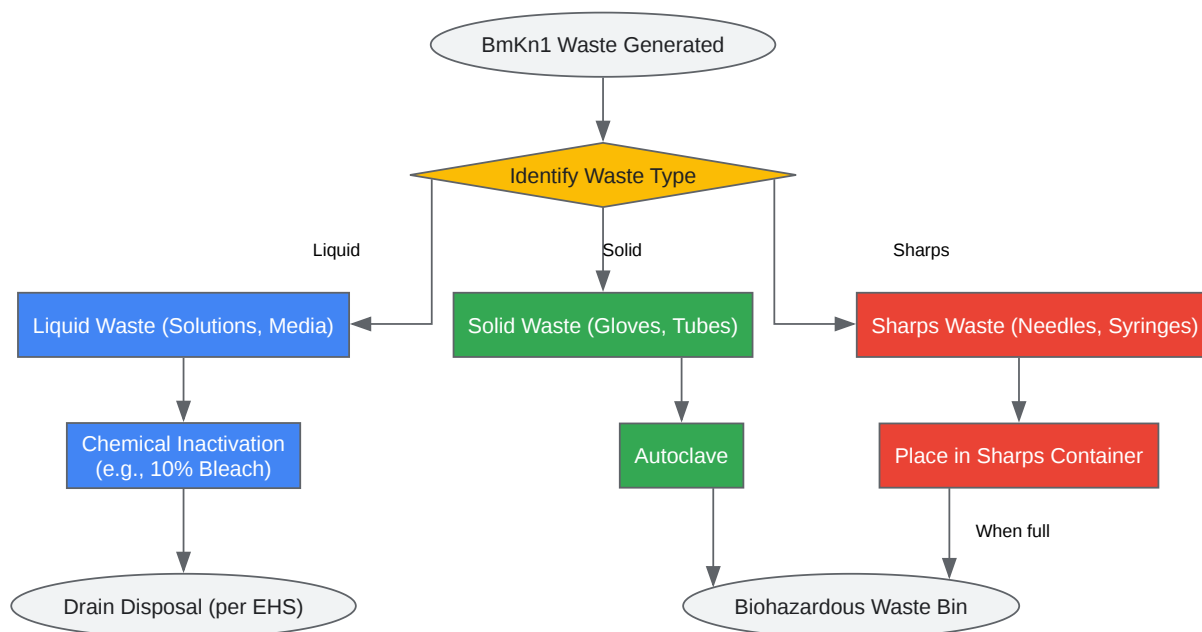 BmKn1 Waste Generated
Identify Waste Type
Liquid
Solid
Sharps
Liquid Waste (Solutions, Media)
Solid Waste (Gloves, Tubes)
Sharps Waste (Needles, Syringes)
Chemical Inactivation
(e.g., 10% Bleach)
Autoclave
Place in Sharps Container
When full
Drain Disposal (per EHS)
Biohazardous Waste Bin